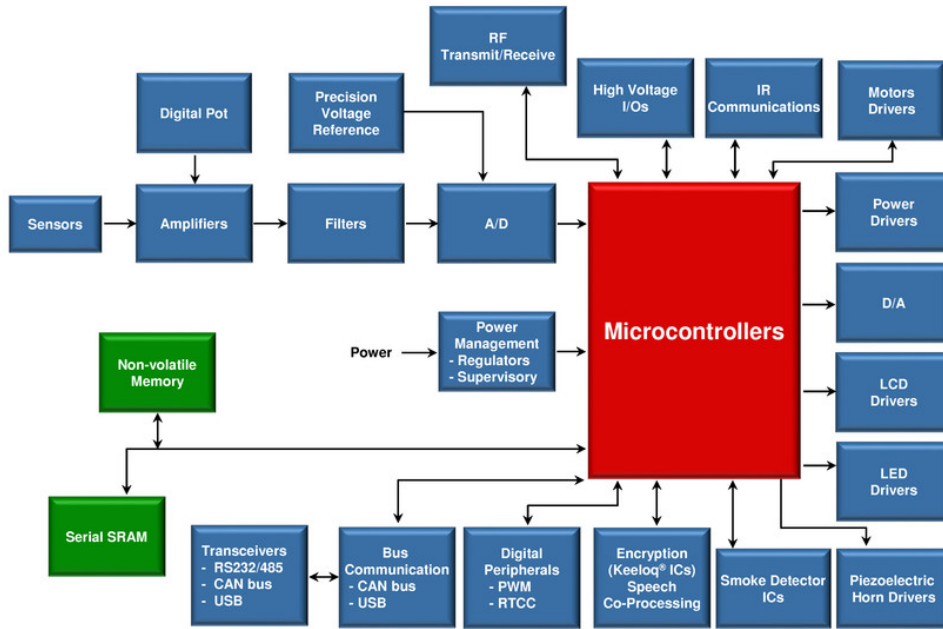 RF
Transmit/Receive
High Voltage
I/Os
IR
Communications
Motors
Drivers
Digital Pot
Precision
Voltage
Reference
Sensors
Amplifiers
Filters
A/D
Power
Drivers
Microcontrollers
D/A
Power
Power
Management
- Regulators
- Supervisory
Non-volatile
Memory
LCD
Drivers
LED
Drivers
Serial SRAM
Transceivers
- RS232/485
- CAN bus
- USB
Bus
Communication
- CAN bus
- USB
Digital
Peripherals
- PWM
- RTCC
Encryption
(Keeloq® ICs)
Speech
Co-Processing
Smoke Detector
ICs
Piezoelectric
Horn Drivers